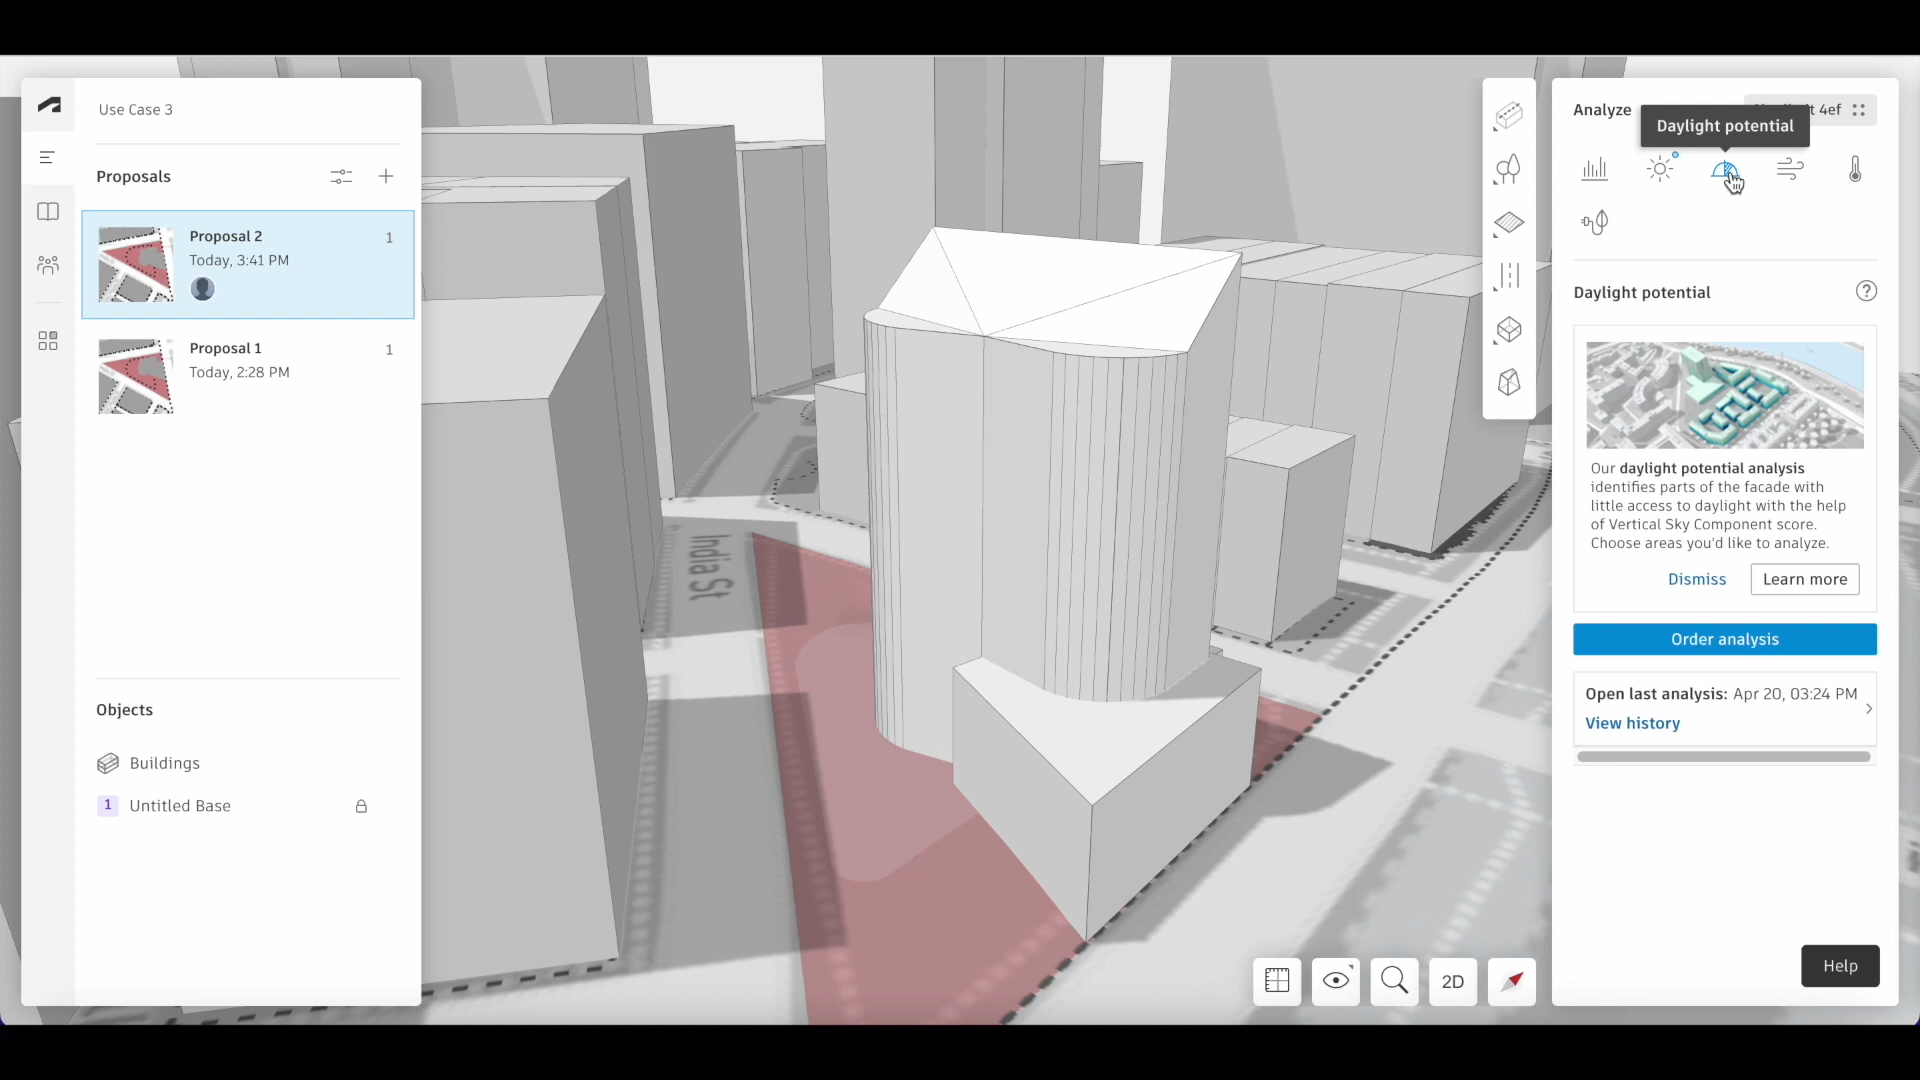 Use Case 3
Proposals
Proposal 2
1
Today, 3:41 PM
Proposal 1
1
Today, 2:28 PM
Objects
Buildings
1 Untitled Base
India St
Analyze
4ef
Daylight potential
Daylight potential
Our daylight potential analysis
identifies parts of the facade with
little access to daylight with the help
of Vertical Sky Component score.
Choose areas you'd like to analyze.
Dismiss
Learn more
Order analysis
Open last analysis: Apr 20, 03:24 PM
View history
2D
Help